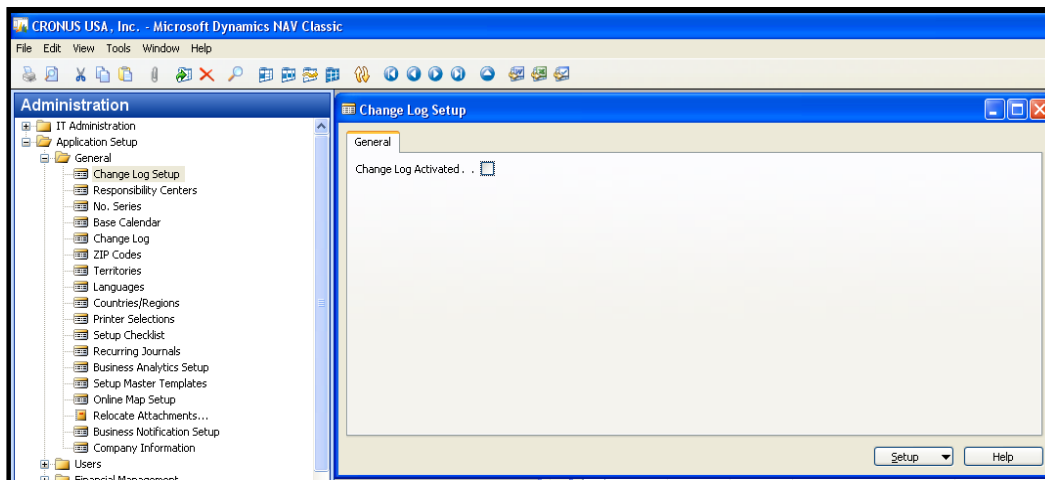 CRONUS USA, Inc. - Microsoft Dynamics NAV Classic
File Edit View Tools Window Help
Administration
IT Administration
Application Setup
General
Change Log Setup
Responsibility Centers
No. Series
Base Calendar
Change Log
ZIP Codes
Territories
Languages
Countries/Regions
Printer Selections
Setup Checklist
Recurring Journals
Business Analytics Setup
Setup Master Templates
Online Map Setup
Relocate Attachments...
Business Notification Setup
Company Information
Users
Financial Management
Change Log Setup
General
Change Log Activated . .
Setup Help